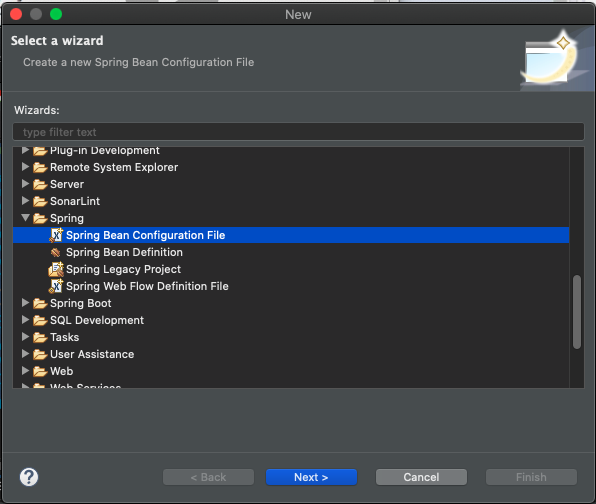 New
Select a wizard
Create a new Spring Bean Configuration File
Wizards:
type filter text
Plug-in Development
Remote System Explorer
Server
SonarLint
Spring
Spring Bean Configuration File
Spring Bean Definition
Spring Legacy Project
Spring Web Flow Definition File
Spring Boot
SQL Development
Tasks
User Assistance
Web
Web Services
?
< Back
Next >
Cancel
Finish